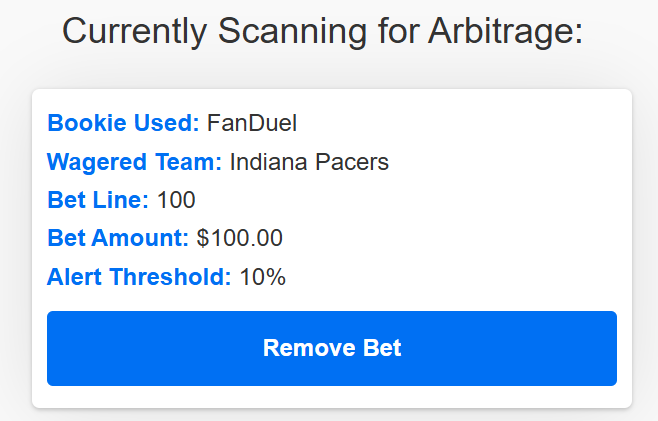 Currently Scanning for Arbitrage:
Bookie Used: FanDuel
Wagered Team: Indiana Pacers
Bet Line: 100
Bet Amount: $100.00
Alert Threshold: 10%
Remove Bet